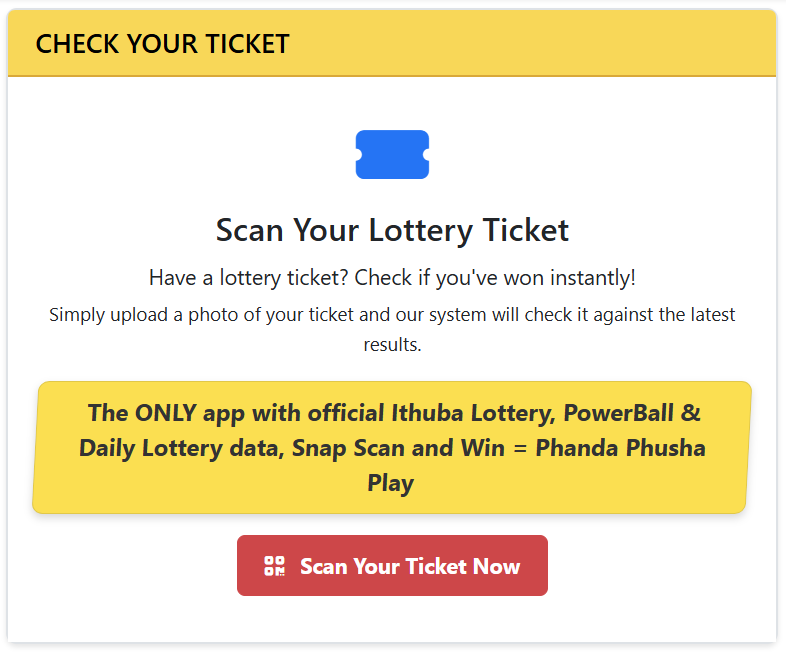 CHECK YOUR TICKET
Scan Your Lottery Ticket
Have a lottery ticket? Check if you've won instantly!
Simply upload a photo of your ticket and our system will check it against the latest
results.
The ONLY app with official Ithuba Lottery, PowerBall &
Daily Lottery data, Snap Scan and Win = Phanda Phusha
Play
Scan Your Ticket Now